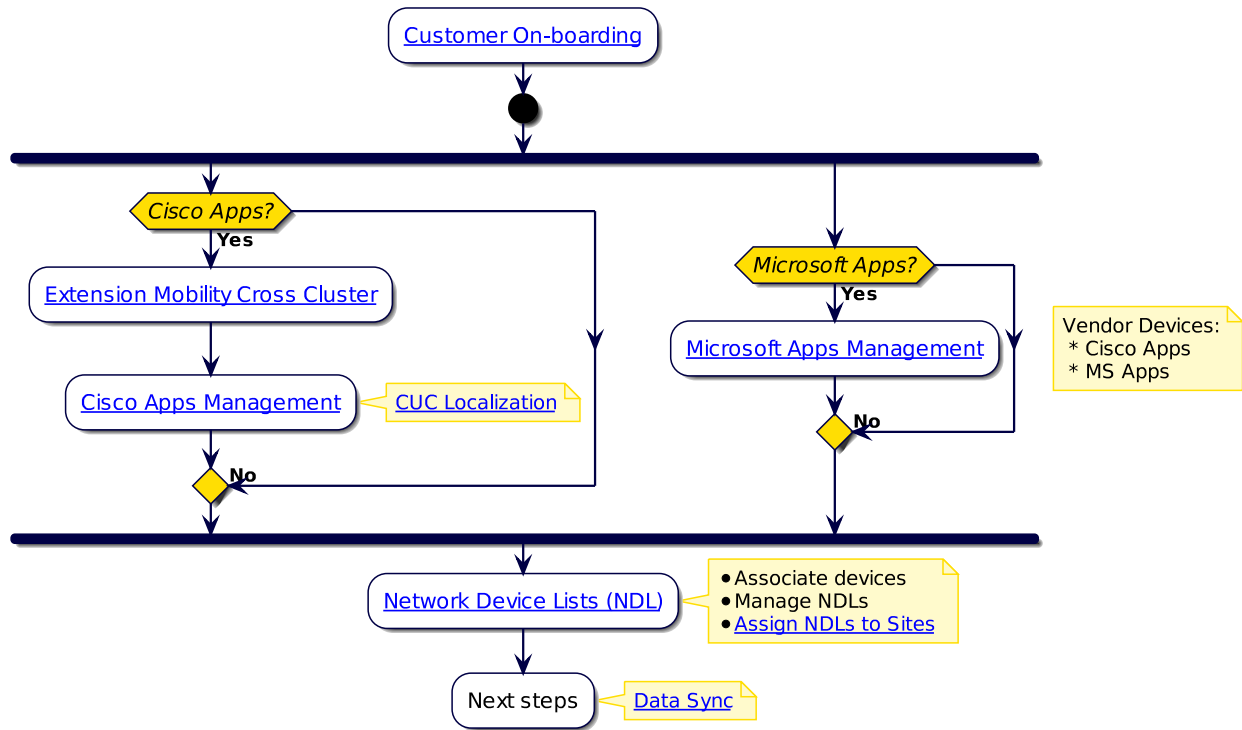 Customer On-boarding
Cisco Apps?
Yes
Extension Mobility Cross Cluster
Cisco Apps Management
CUC Localization
No
Microsoft Apps?
Yes
Microsoft Apps Management
No
Vendor Devices:
* Cisco Apps
* MS Apps
Network Device Lists (NDL)
•Associate devices
•Manage NDLs
•Assign NDLs to Sites
Next steps
Data Sync